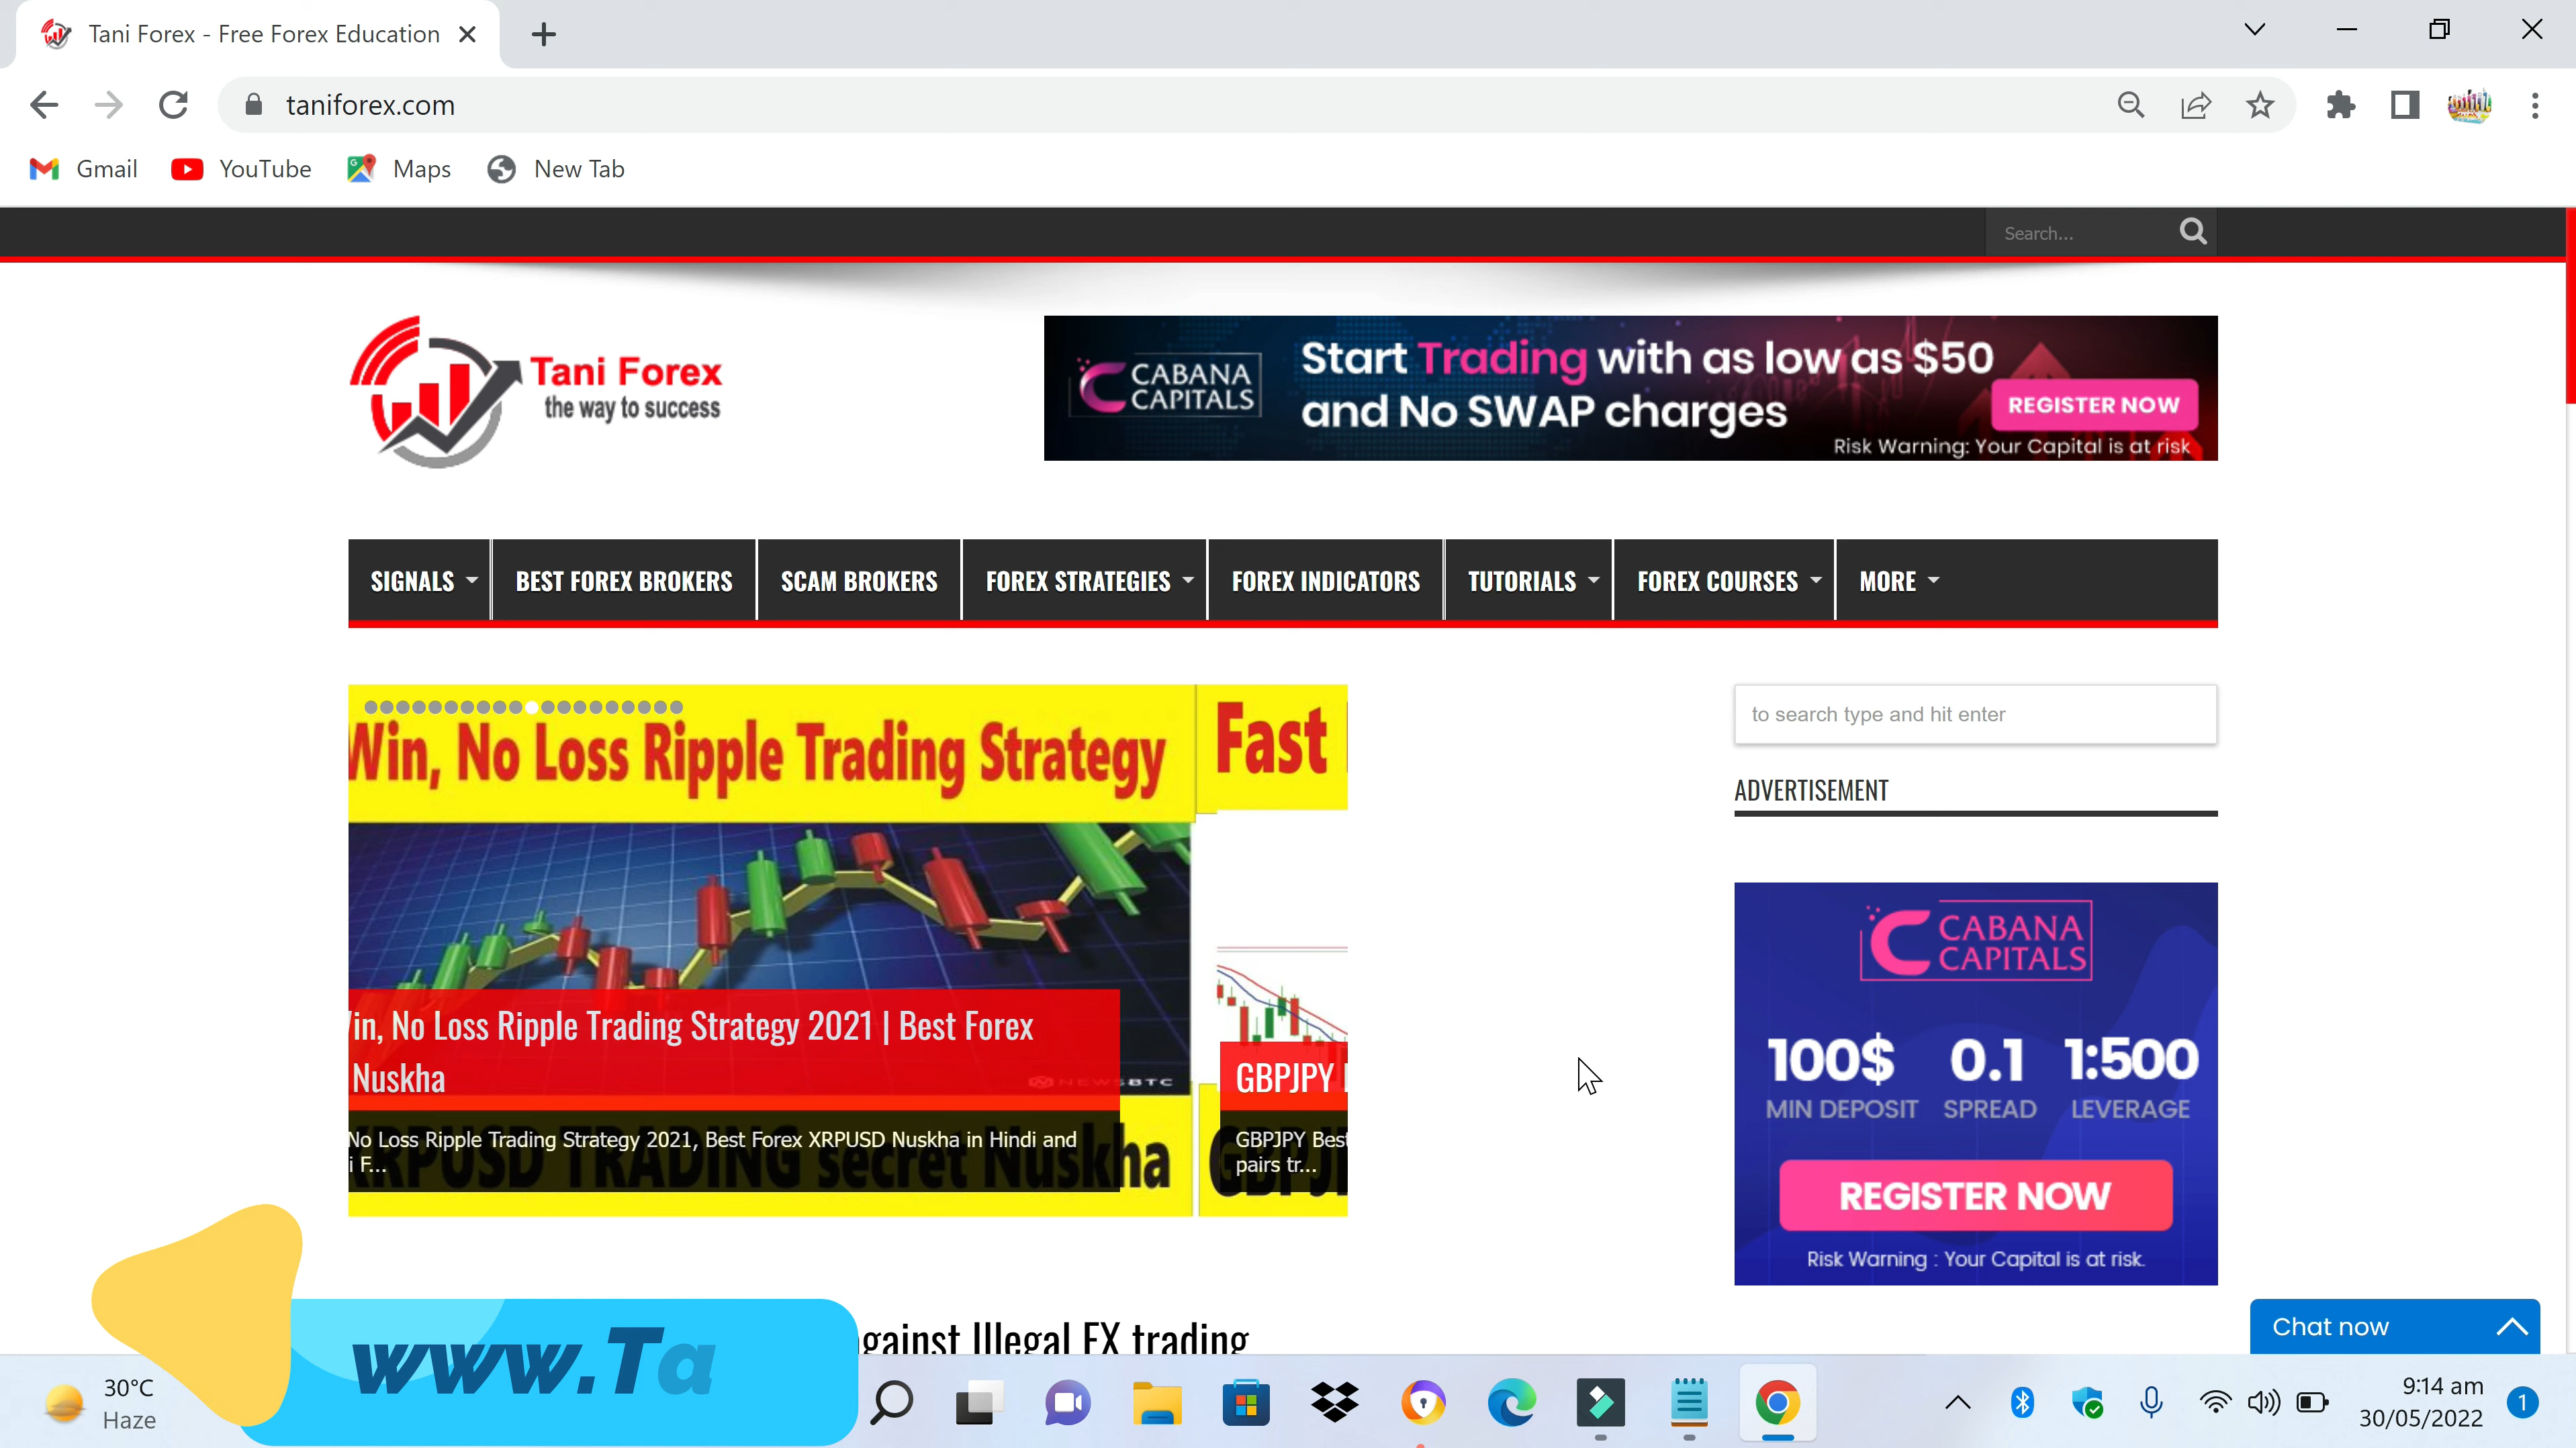 Tani Forex - Free Forex Education
taniforex.com
Gmail
YouTube
Maps
New Tab
Search...
Tani Forex
the way to success
CABANA
CAPITALS
Start Trading with as low as $50
and No SWAP charges
REGISTER NOW
Risk Warning: Your Capital is at risk
SIGNALS
BEST FOREX BROKERS
SCAM BROKERS
FOREX STRATEGIES
FOREX INDICATORS
TUTORIALS
FOREX COURSES
MORE
Win, No Loss Ripple Trading Strategy
Fast
to search type and hit enter
ADVERTISEMENT
in, No Loss Ripple Trading Strategy 2021 | Best Forex
Nuskha
NEWSBTC
GBPJPY
No Loss Ripple Trading Strategy 2021, Best Forex XRPUSD Nuskha in Hindi and
i F...
XRPUSD TRADING secret Nuskha
GBPJPY Best
pairs tr...
GBPJ
CABANA
CAPITALS
100$ 0.1 1:500
MIN DEPOSIT SPREAD LEVERAGE
REGISTER NOW
Risk Warning : Your Capital is at risk.
gainst Illegal FX trading
Chat now
www.Ta
30°C
Haze
9:14 am
30/05/2022
1